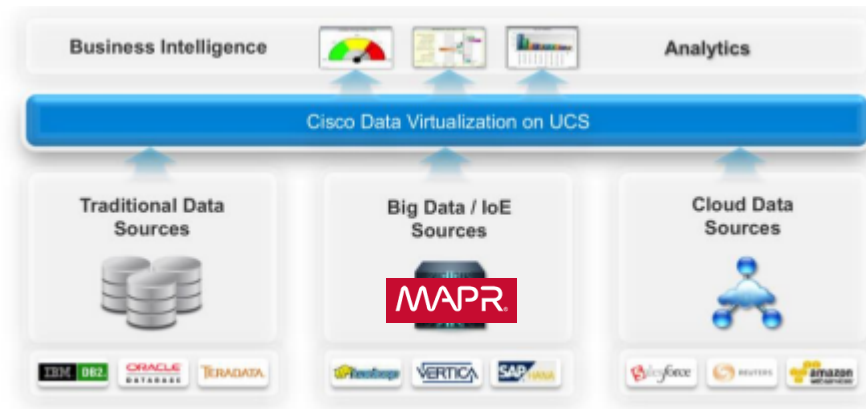 Business Intelligence
Analytics
Cisco Data Virtualization on UCS
Traditional Data
Sources
Big Data / IoE
Sources
Cloud Data
Sources
MAPR
IBM DB2
ORACLE
DATABASE
TERADATA
VERTICA
SAP HANA
salesforce
REUTERS
amazon
webservices